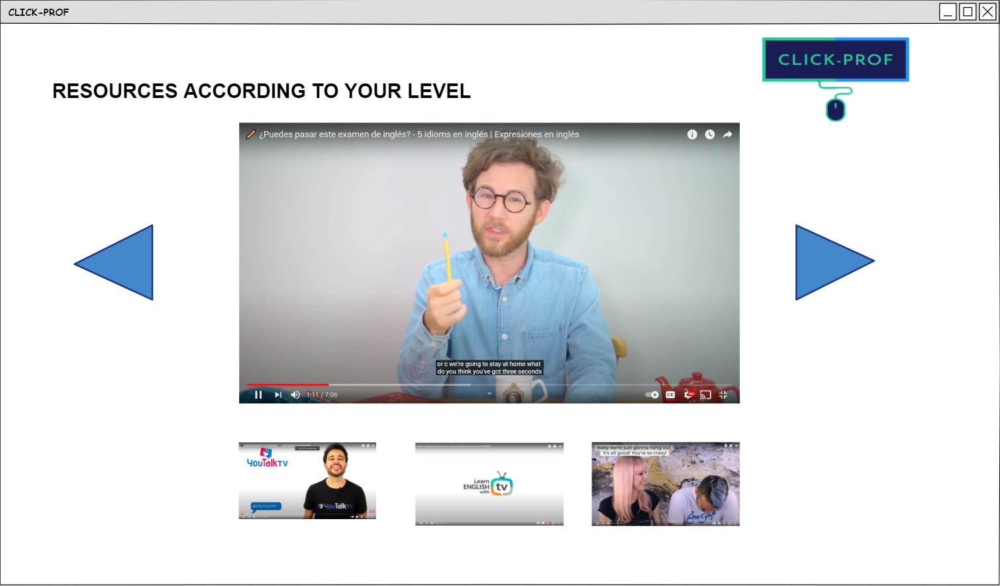 CLICK-PROF
CLICK-PROF
RESOURCES ACCORDING TO YOUR LEVEL
¿Puedes pasar este examen de inglés? - 5 idioms en inglés | Expresiones en inglés
or c we're going to stay at home what
do you think you've got three seconds
1:11 / 7:06
CC
HD
YOUTalkTV
@YOUTALKTV
YOUTalkTV
Learn
ENGLISH
with
tv
Baby we're just gonna hang out,
it's all good! You're so crazy!